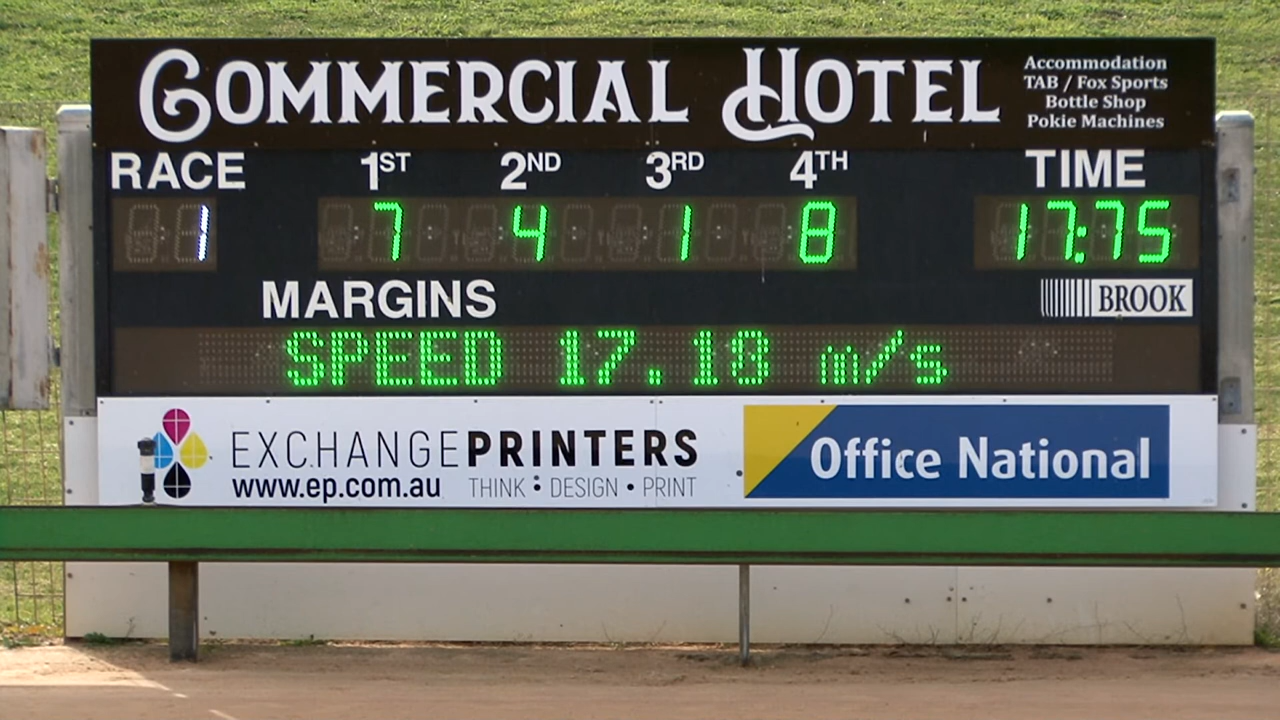 COMMERCIAL HOTEL
Accommodation
TAB / Fox Sports
Bottle Shop
Pokie Machines
RACE 1ST 2ND 3RD 4TH TIME
1 7 4 1 8 17:75
MARGINS
BROOK
SPEED 17.18 m/s
EXCHANGEPRINTERS
www.ep.com.au THINK • DESIGN • PRINT
Office National